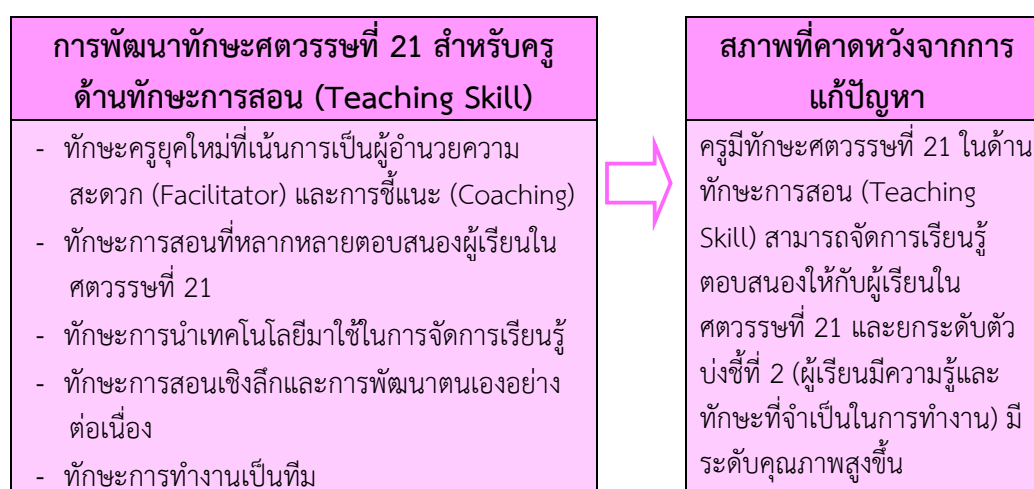 การพัฒนาทักษะศตวรรษที่ 21 สำหรับครู
ด้านทักษะการสอน (Teaching Skill)
- ทักษะครูยุคใหม่ที่เน้นการเป็นผู้อำนวยความ
สะดวก (Facilitator) และการชี้แนะ (Coaching)
- ทักษะการสอนที่หลากหลายตอบสนองผู้เรียนใน
ศตวรรษที่ 21
- ทักษะการนำเทคโนโลยีมาใช้ในการจัดการเรียนรู้
- ทักษะการสอนเชิงลึกและการพัฒนาตนเองอย่าง
ต่อเนื่อง
- ทักษะการทำงานเป็นทีม
สภาพที่คาดหวังจากการ
แก้ปัญหา
ครูมีทักษะศตวรรษที่ 21 ในด้าน
ทักษะการสอน (Teaching
Skill) สามารถจัดการเรียนรู้
ตอบสนองให้กับผู้เรียนใน
ศตวรรษที่ 21 และยกระดับตัว
บ่งชี้ที่ 2 (ผู้เรียนมีความรู้และ
ทักษะที่จำเป็นในการทำงาน) มี
ระดับคุณภาพสูงขึ้น